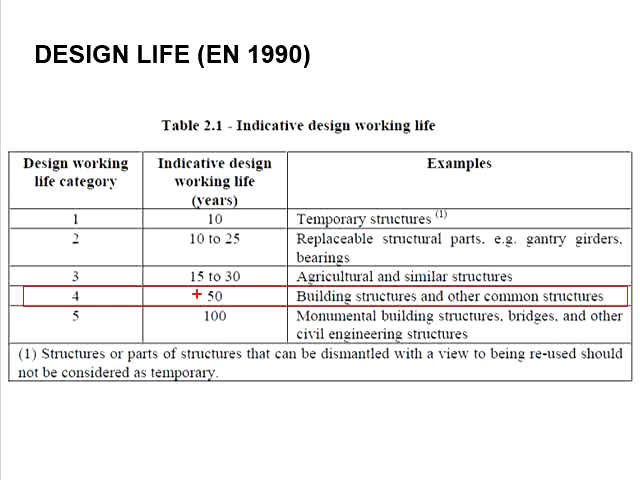 DESIGN LIFE (EN 1990)
Table 2.1 - Indicative design working life
Design working life category | Indicative design working life (years) | Examples
1 | 10 | Temporary structures (1)
2 | 10 to 25 | Replaceable structural parts, e.g. gantry girders,
bearings
3 | 15 to 30 | Agricultural and similar structures
4 | + 50 | Building structures and other common structures
5 | 100 | Monumental building structures, bridges, and other
civil engineering structures
(1) Structures or parts of structures that can be dismantled with a view to being re-used should
not be considered as temporary.